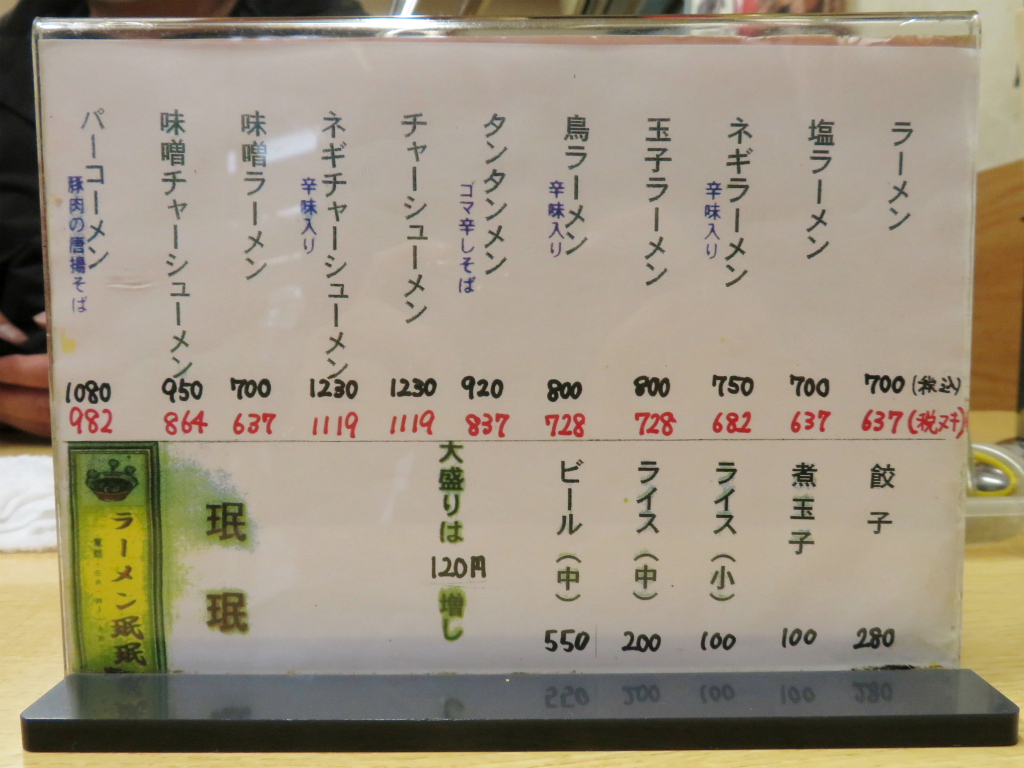 ラーメン
700(税込)
637(税ヌキ)
塩ラーメン
700
637
ネギラーメン
辛味入り
750
682
玉子ラーメン
800
728
鳥ラーメン
辛味入り
800
728
タンタンメン
ゴマ辛しそば
920
837
チャーシューメン
1230
1119
ネギチャーシューメン
辛味入り
1230
1119
味噌ラーメン
700
637
味噌チャーシューメン
950
864
パーコーメン
豚肉の唐揚そば
1080
982
餃子
280
煮玉子
100
ライス(小)
100
ライス(中)
200
ビール(中)
550
大盛りは
120円
増し
珉珉
ラーメン珉珉